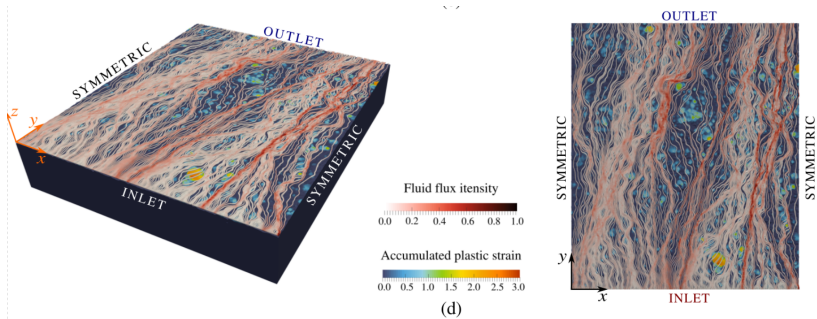 OUTLET
SYMMETRIC
z
y
x
INLET
SYMMETRIC
Fluid flux itensity
0.0 0.2 0.4 0.6 0.8 1.0
Accumulated plastic strain
0.0 0.5 1.0 1.5 2.0 2.5 3.0
(d)
OUTLET
SYMMETRIC
SYMMETRIC
y
x
INLET